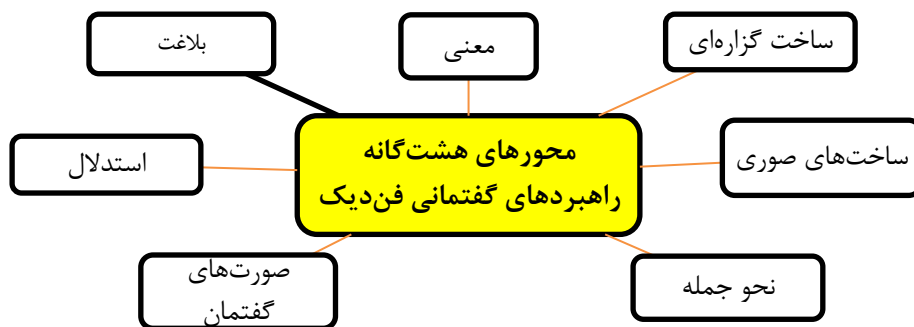 ساخت گزاره‌ای
معنی
بلاغت
محورهای هشت‌گانه
راهبردهای گفتمانی فن‌دیک
ساخت‌های صوری
استدلال
نحو جمله
صورت‌های
گفتمان